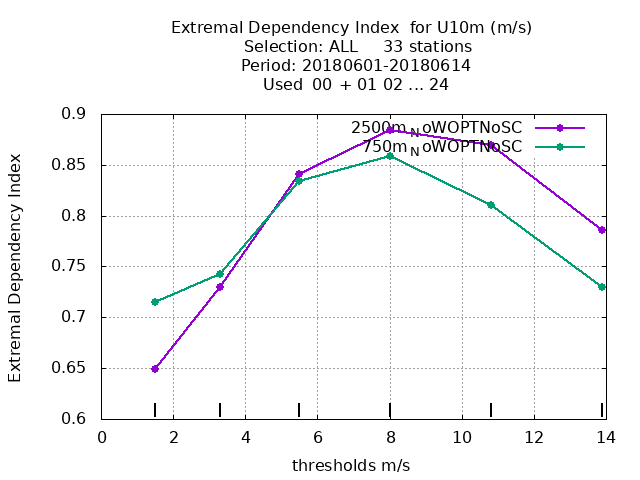 Extremal Dependency Index  for U10m (m/s)
Selection: ALL     33 stations
Period: 20180601-20180614
Used  00 + 01 02 ... 24
2500m_NoWOPTNoSC
750m_NoWOPTNoSC
Extremal Dependency Index
0.9
0.85
0.8
0.75
0.7
0.65
0.6
0 2 4 6 8 10 12 14
thresholds m/s